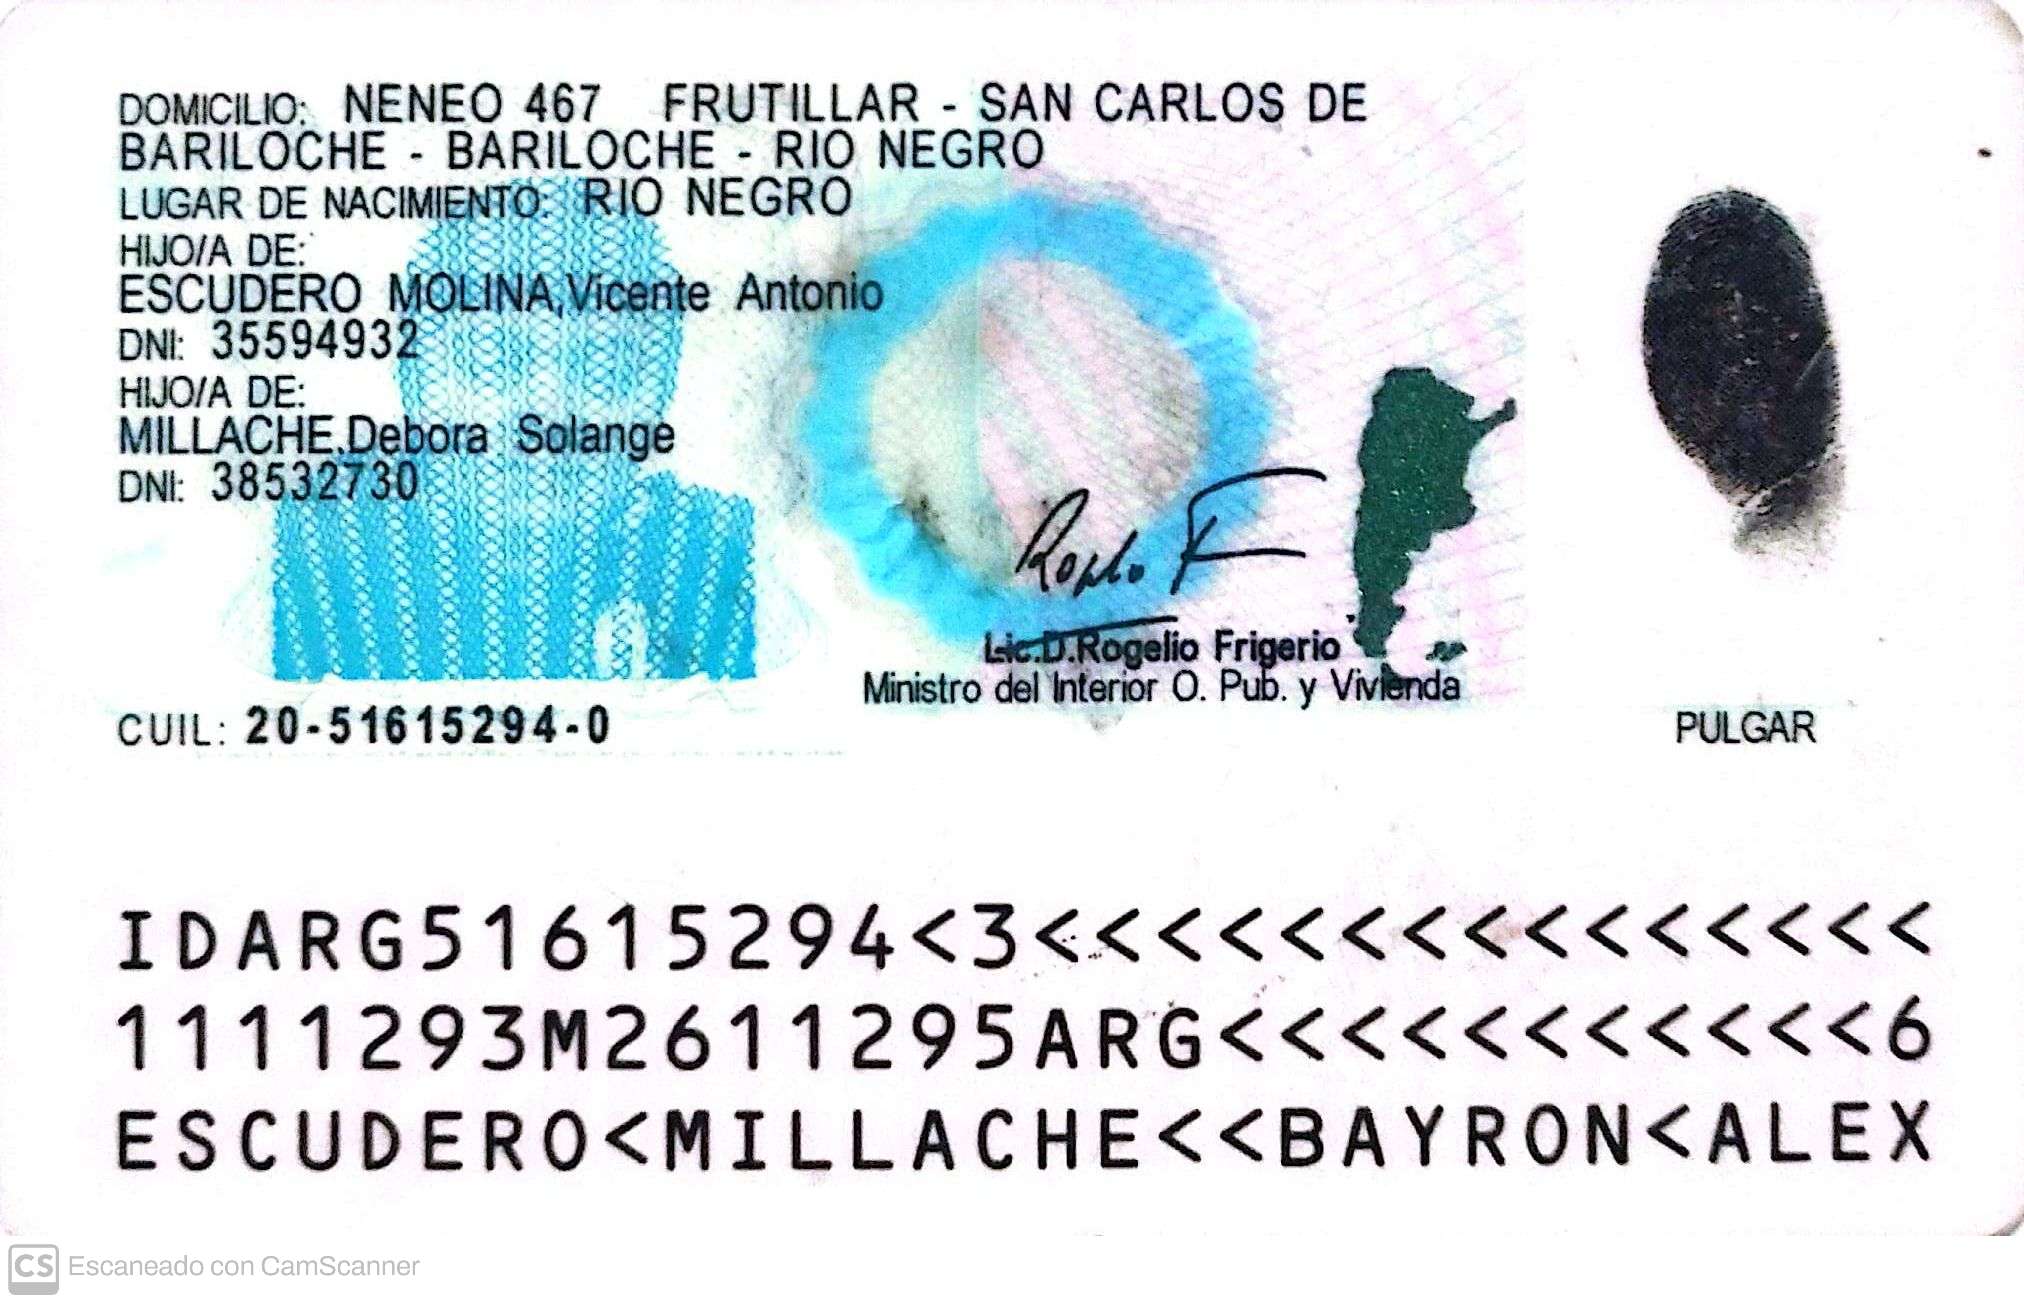 DOMICILIO: NENEO 467 FRUTILLAR - SAN CARLOS DE
BARILOCHE - BARILOCHE - RIO NEGRO
LUGAR DE NACIMIENTO: RIO NEGRO
HIJO/A DE:
ESCUDERO MOLINA,Vicente Antonio
DNI: 35594932
HIJO/A DE:
MILLACHE,Debora Solange
DNI: 38532730
Lic.D.Rogelio Frigerio
Ministro del Interior O. Pub. y Vivienda
CUIL: 20-51615294-0
PULGAR
IDARG51615294<3<<<<<<<<<<<<<<<
1111293M2611295ARG<<<<<<<<<<<6
ESCUDERO<MILLACHE<<BAYRON<ALEX
CS Escaneado con CamScanner